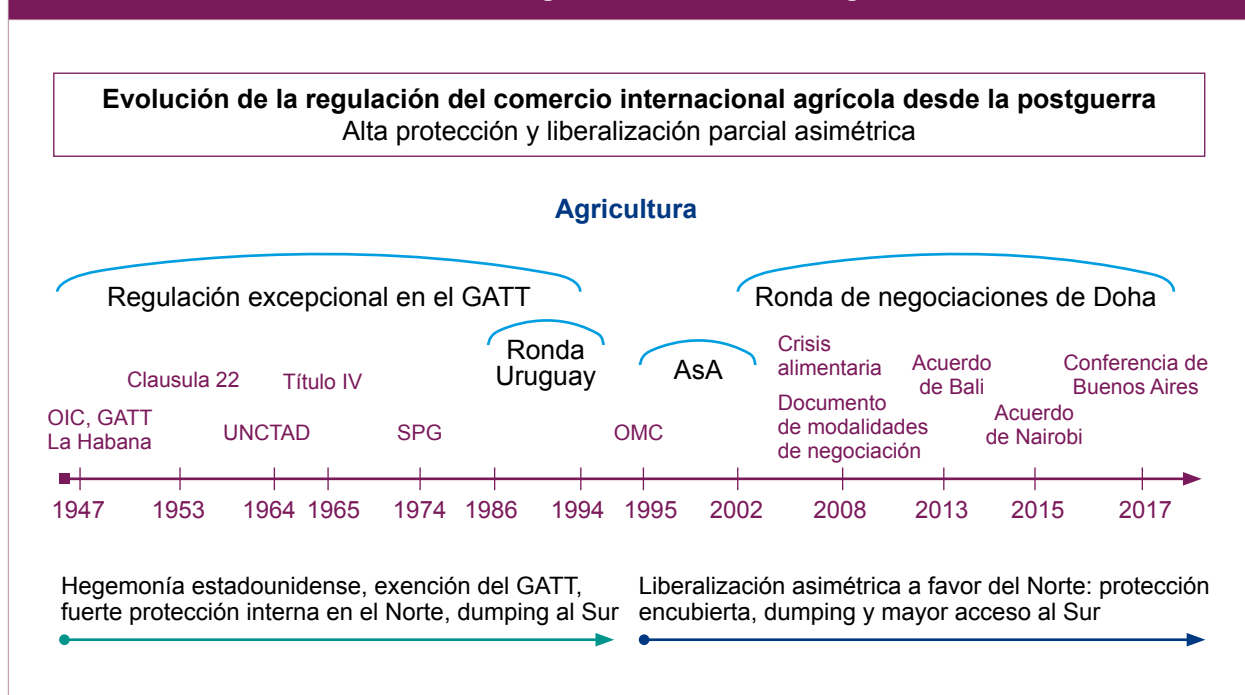 Evolución de la regulación del comercio internacional agrícola desde la postguerra
Alta protección y liberalización parcial asimétrica
Agricultura
Regulación excepcional en el GATT
Ronda de negociaciones de Doha
Ronda
Uruguay
AsA
Crisis
alimentaria
Clausula 22
Título IV
Acuerdo
de Bali
Conferencia de
Buenos Aires
OIC, GATT
La Habana
UNCTAD
SPG
OMC
Documento
de modalidades
de negociación
Acuerdo
de Nairobi
1947 1953 1964 1965 1974 1986 1994 1995 2002 2008 2013 2015 2017
Hegemonía estadounidense, exención del GATT,
fuerte protección interna en el Norte, dumping al Sur
Liberalización asimétrica a favor del Norte: protección
encubierta, dumping y mayor acceso al Sur